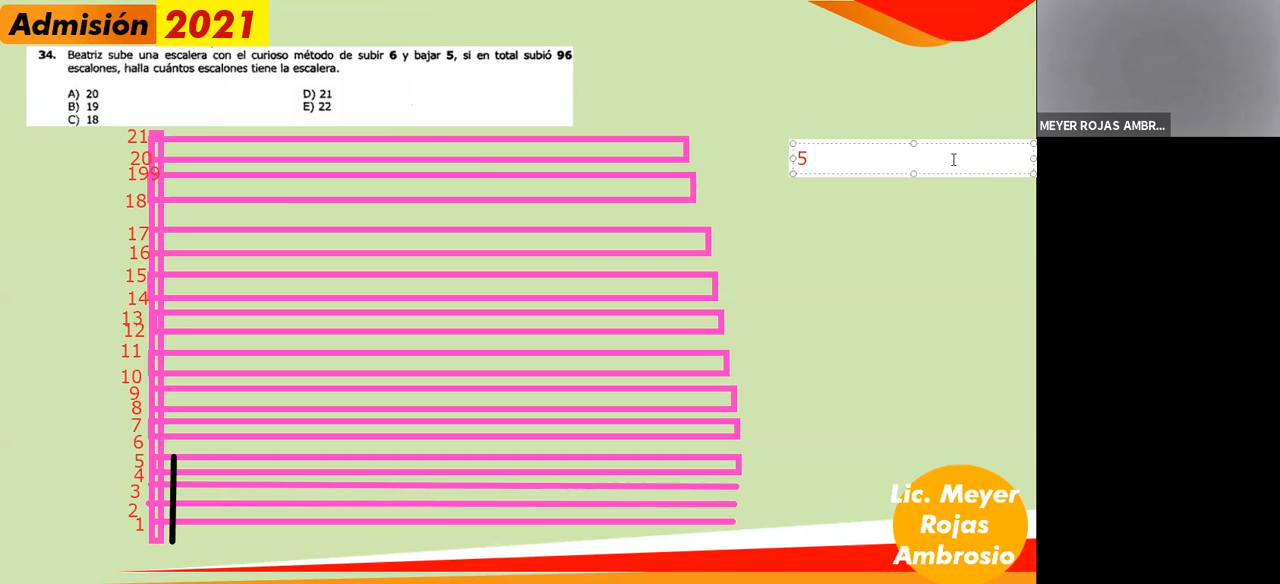 Admisión 2021
34. Beatriz sube una escalera con el curioso método de subir 6 y bajar 5, si en total subió 96
escalones, halla cuántos escalones tiene la escalera.
A) 20 D) 21
B) 19 E) 22
C) 18
MEYER ROJAS AMBR...
21
5
20
199
18
17
16
15
14
13
12
11
10
9
8
7
6
5
4
3
2
1
Lic. Meyer
Rojas
Ambrosio